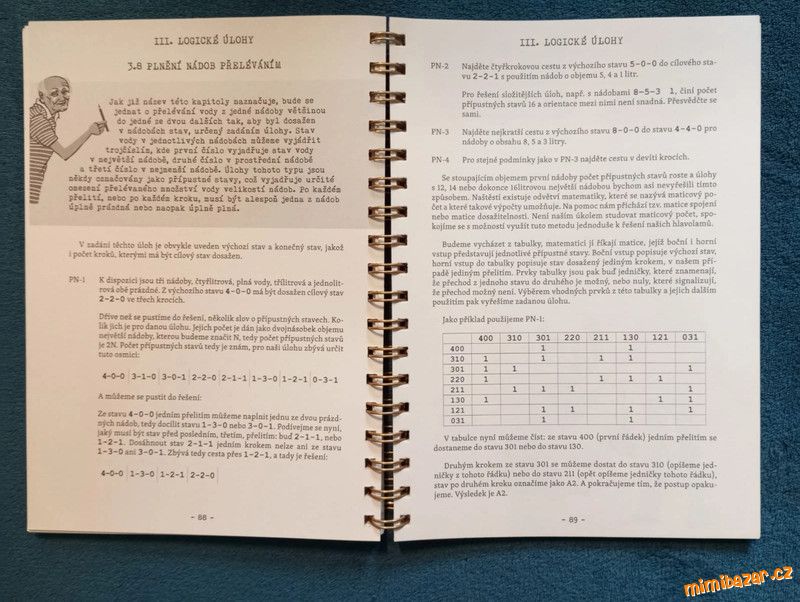 III. LOGICKÉ ÚLOHY
3.8 PLNĚNÍ NÁDOB PŘELÉVÁNÍM
Jak již název této kapitoly naznačuje, bude se
jednat o přelévání vody z jedné nádoby většinou
do jedné ze dvou dalších tak, aby byl dosažen
v nádobách stav, určený zadáním úlohy. Stav
vody v jednotlivých nádobách můžeme vyjádřit
trojčíslím, kde první číslo vyjadřuje stav vody
v největší nádobě, druhé číslo v prostřední nádobě
a třetí číslo v nejmenší nádobě. Úlohy tohoto typu jsou
někdy označovány jako přípustné stavy, což vyjadřuje určité
omezení přelévaného množství vody velikostí nádob. Po každém
přelití, nebo po každém kroku, musí být alespoň jedna z nádob
úplně prázdná nebo naopak úplně plná.
V zadání těchto úloh je obvykle uveden výchozí stav a konečný stav, jakož
i počet kroků, kterými má být cílový stav dosažen.
PN-1 K dispozici jsou tři nádoby, čtyřlitrová, plná vody, třílitrová a jednolit-
rová obě prázdné. Z výchozího stavu 4-0-0 má být dosažen cílový stav
2-2-0 ve třech krocích.
Dříve než se pustíme do řešení, několik slov o přípustných stavech. Ko-
lik jich je pro danou úlohu? Jejich počet je dán jako dvojnásobek objemu
největší nádoby, kterou budeme značit N, tedy počet přípustných stavů
je 2N. Počet přípustných stavů tedy je znám, pro naši úlohu zbývá určit
tuto osmici:
4-0-0 3-1-0 3-0-1 2-2-0 2-1-1 1-3-0 1-2-1 0-3-1
A můžeme se pustit do řešení:
Ze stavu 4-0-0 jedním přelitím můžeme naplnit jednu ze dvou prázd-
ných nádob, tedy docílit stavu 1-3-0 nebo 3-0-1. Podívejme se nyní,
jaký musí být stav před posledním, třetím, přelitím: buď 2-1-1, nebo
1-2-1. Dosáhnout stav 2-1-1 jedním krokem nelze ani ze stavu
1-3-0 ani 3-0-1. Zbývá tedy cesta přes 1-2-1, a tady je řešení:
4-0-0 1-3-0 1-2-1 2-2-0
- 68 -
III. LOGICKÉ ÚLOHY
PN-2 Najděte čtyřkrokovou cestu z výchozího stavu 5-0-0 do cílového sta-
vu 2-2-1 s použitím nádob o objemu 5, 4 a 1 litr.
Pro řešení složitějších úloh, např. s nádobami 8-5-3 1, činí počet
přípustných stavů 16 a orientace mezi nimi není snadná. Přesvědčte se
sami.
PN-3 Najděte nejkratší cestu z výchozího stavu 8-0-0 do stavu 4-4-0 pro
nádoby o obsahu 8, 5 a 3 litry.
PN-4 Pro stejné podmínky jako v PN-3 najděte cestu v devíti krocích.
Se stoupajícím objemem první nádoby počet přípustných stavů roste a úlohy
s 12, 14 nebo dokonce 16litrovou největší nádobou bychom asi nevyřešili tímto
způsobem. Naštěstí existuje odvětví matematiky, které se nazývá maticový po-
čet a které takové výpočty umožňuje. Na pomoc nám přichází tzv. matice spojení
nebo matice dosažitelnosti. Není naším úkolem studovat maticový počet, spo-
kojíme se s možností využít tuto metodu jednoduše k řešení našich hlavolamů.
Budeme vycházet z tabulky, matematici jí říkají matice, jejíž boční i horní
vstup představují jednotlivé přípustné stavy. Boční vstup popisuje výchozí stav,
horní vstup do tabulky popisuje stav dosažený jediným krokem, v našem pří-
padě jediným přelitím. Prvky tabulky jsou pak buď jedničky, které znamenají,
že přechod z jednoho stavu do druhého je možný, nebo nuly, které signalizují,
že přechod možný není. Výběrem vhodných prvků z této tabulky a jejich dalším
použitím pak vyřešíme zadanou úlohu.
Jako příklad použijeme PN-1:
400 310 301 220 211 130 121 031
400 1 1
310 1 1 1 1
301 1 1 1
220 1 1 1 1
211 1 1 1 1
130 1 1 1
121 1 1 1 1
031 1 1 1
V tabulce nyní můžeme číst: ze stavu 400 (první řádek) jedním přelitím se
dostaneme do stavu 301 nebo do stavu 130.
Druhým krokem ze stavu 301 se můžeme dostat do stavu 310 (opíšeme jed-
ničky z tohoto řádku) nebo do stavu 211 (opět opíšeme jedničky tohoto řádku),
stav po druhém kroku označíme jako A2. A pokračujeme tím, že postup opaku-
jeme. Výsledek je A2.
- 69 -
mimibazar.cz